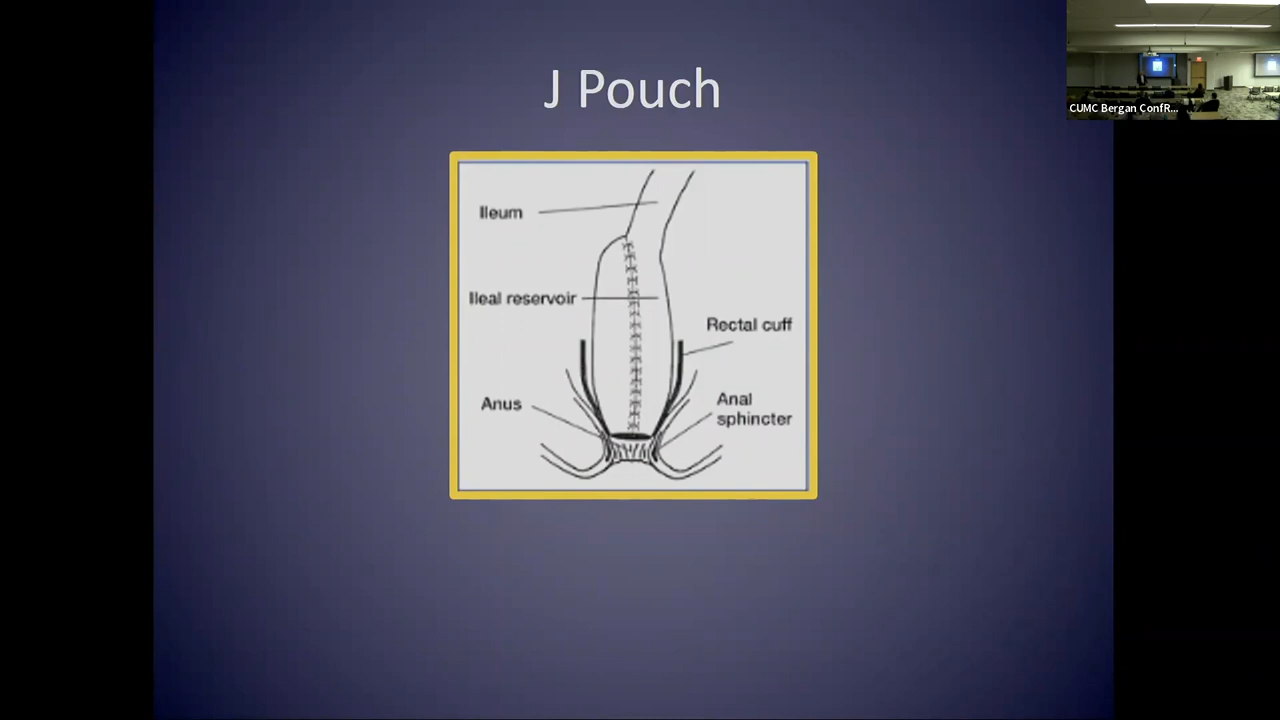 J Pouch
CUMC Bergan ConfR...
Ileum
Ileal reservoir
Rectal cuff
Anus
Anal
sphincter